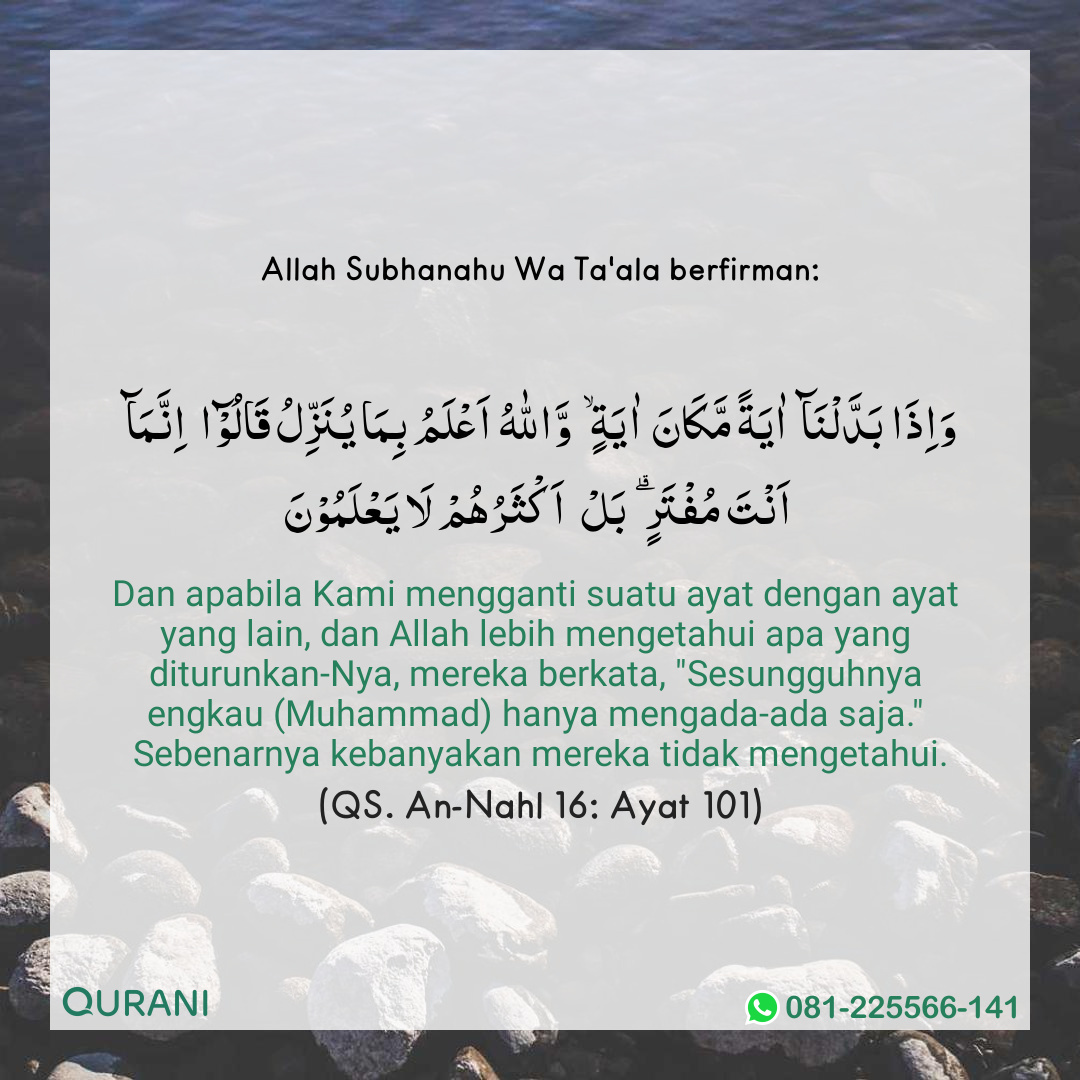 Allah Subhanahu Wa Ta'ala berfirman:
وَاِذَا بَدَّلْنَآ اٰيَةً مَّكَانَ اٰيَةٍ ۙ وَّاللّٰهُ اَعْلَمُ بِمَا يُنَزِّلُ قَالُوْٓا اِنَّمَآ
اَنْتَ مُفْتَرٍ ۗ بَلْ اَكْثَرُهُمْ لَا يَعْلَمُوْنَ
Dan apabila Kami mengganti suatu ayat dengan ayat
yang lain, dan Allah lebih mengetahui apa yang
diturunkan-Nya, mereka berkata, "Sesungguhnya
engkau (Muhammad) hanya mengada-ada saja."
Sebenarnya kebanyakan mereka tidak mengetahui.
(QS. An-Nahl 16: Ayat 101)
QURANI
081-225566-141